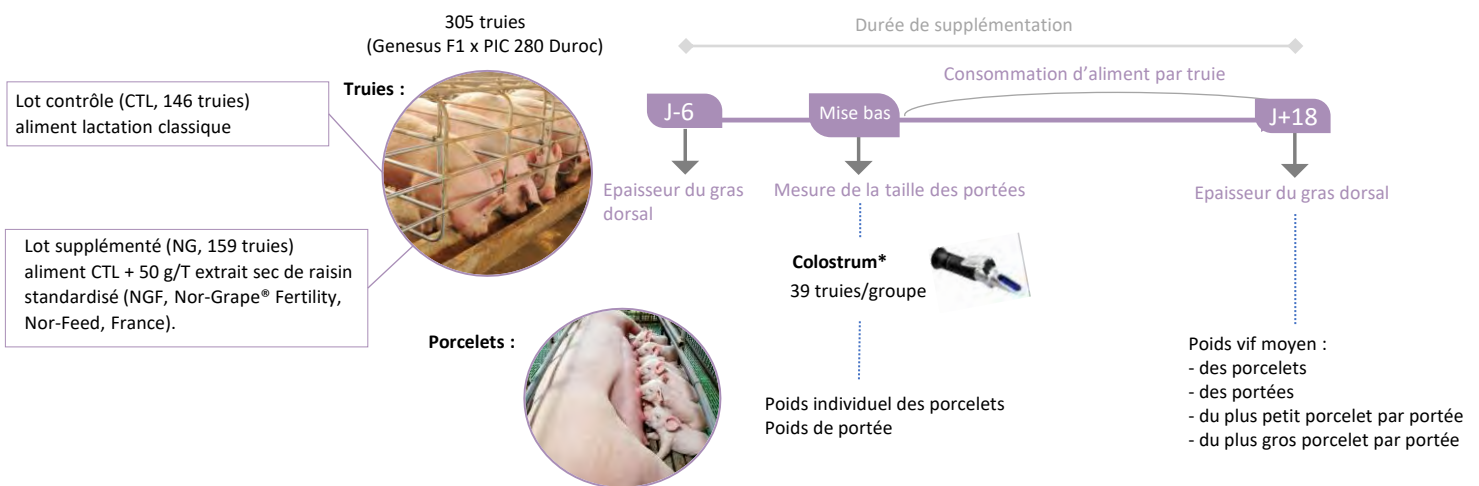 305 truies
(Genesus F1 x PIC 280 Duroc)
Truies :
Lot contrôle (CTL, 146 truies)
aliment lactation classique
Lot supplémenté (NG, 159 truies)
aliment CTL + 50 g/T extrait sec de raisin
standardisé (NGF, Nor-Grape® Fertility,
Nor-Feed, France).
Porcelets :
Durée de supplémentation
Consommation d’aliment par truie
J-6
Mise bas
J+18
Epaisseur du gras
dorsal
Mesure de la taille des portées
Epaisseur du gras dorsal
Colostrum*
39 truies/groupe
Poids individuel des porcelets
Poids de portée
Poids vif moyen :
- des porcelets
- des portées
- du plus petit porcelet par portée
- du plus gros porcelet par portée